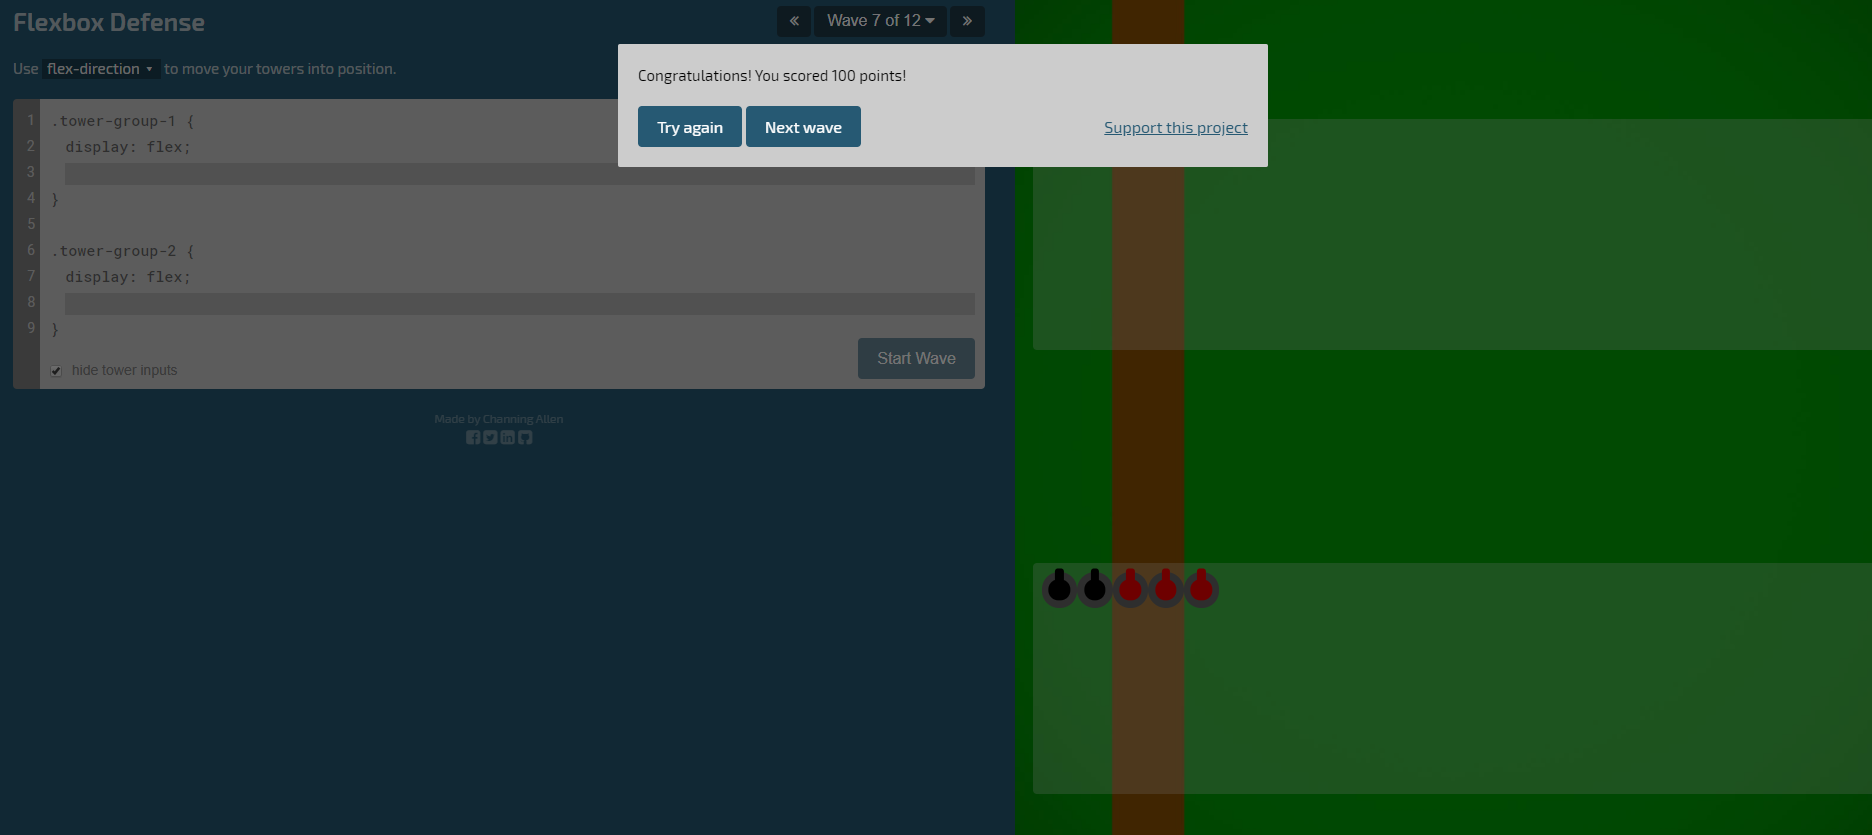 Flexbox Defense
« Wave 7 of 12 »
Use flex-direction to move your towers into position.
Congratulations! You scored 100 points!
Try again Next wave Support this project
1 .tower-group-1 {
2 display: flex;
3
4 }
5
6 .tower-group-2 {
7 display: flex;
8
9 }
hide tower inputs
Start Wave
Made by Channing Allen